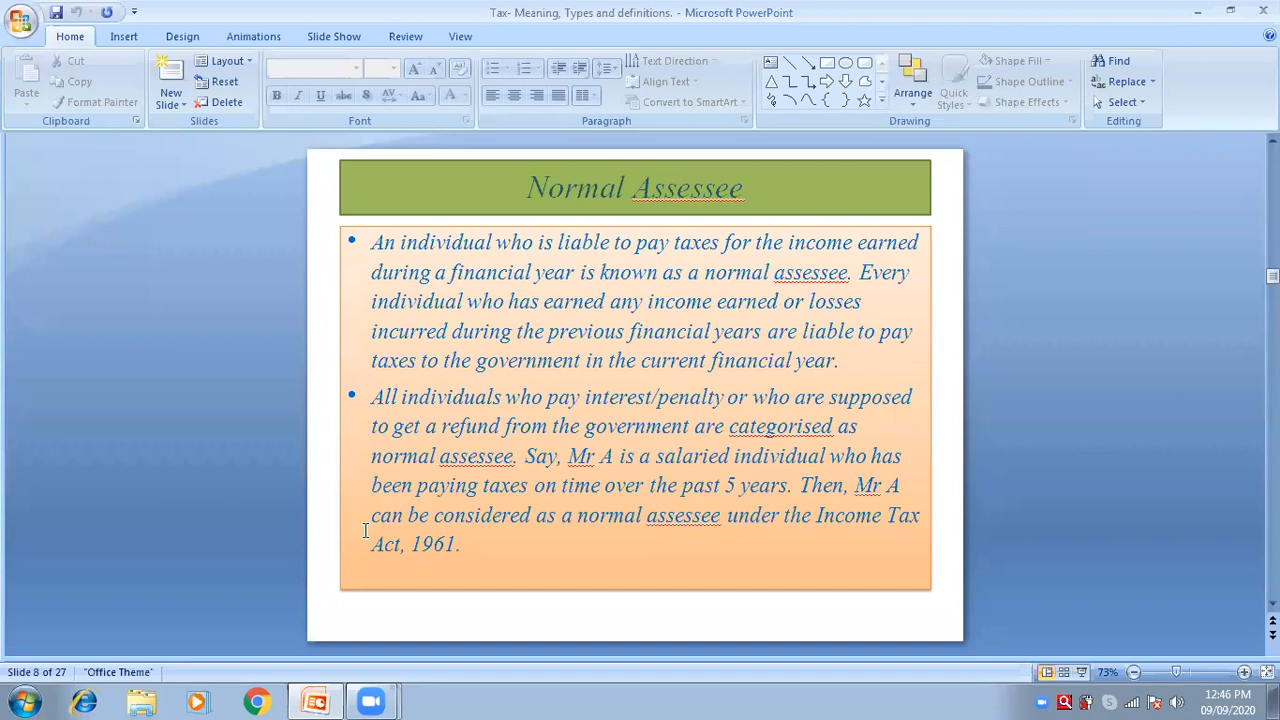 Tax- Meaning, Types and definitions. - Microsoft PowerPoint
Home Insert Design Animations Slide Show Review View
Paste
Cut
Copy
Format Painter
Clipboard
New Slide
Layout
Reset
Delete
Slides
B I U abc S AV Aa A
Font
Text Direction
Align Text
Convert to SmartArt
Paragraph
Arrange
Quick Styles
Shape Fill
Shape Outline
Shape Effects
Drawing
Find
Replace
Select
Editing
Normal Assessee
• An individual who is liable to pay taxes for the income earned
during a financial year is known as a normal assessee. Every
individual who has earned any income earned or losses
incurred during the previous financial years are liable to pay
taxes to the government in the current financial year.
• All individuals who pay interest/penalty or who are supposed
to get a refund from the government are categorised as
normal assessee. Say, Mr A is a salaried individual who has
been paying taxes on time over the past 5 years. Then, Mr A
can be considered as a normal assessee under the Income Tax
Act, 1961.
Slide 8 of 27 "Office Theme" 73%
12:46 PM
09/09/2020